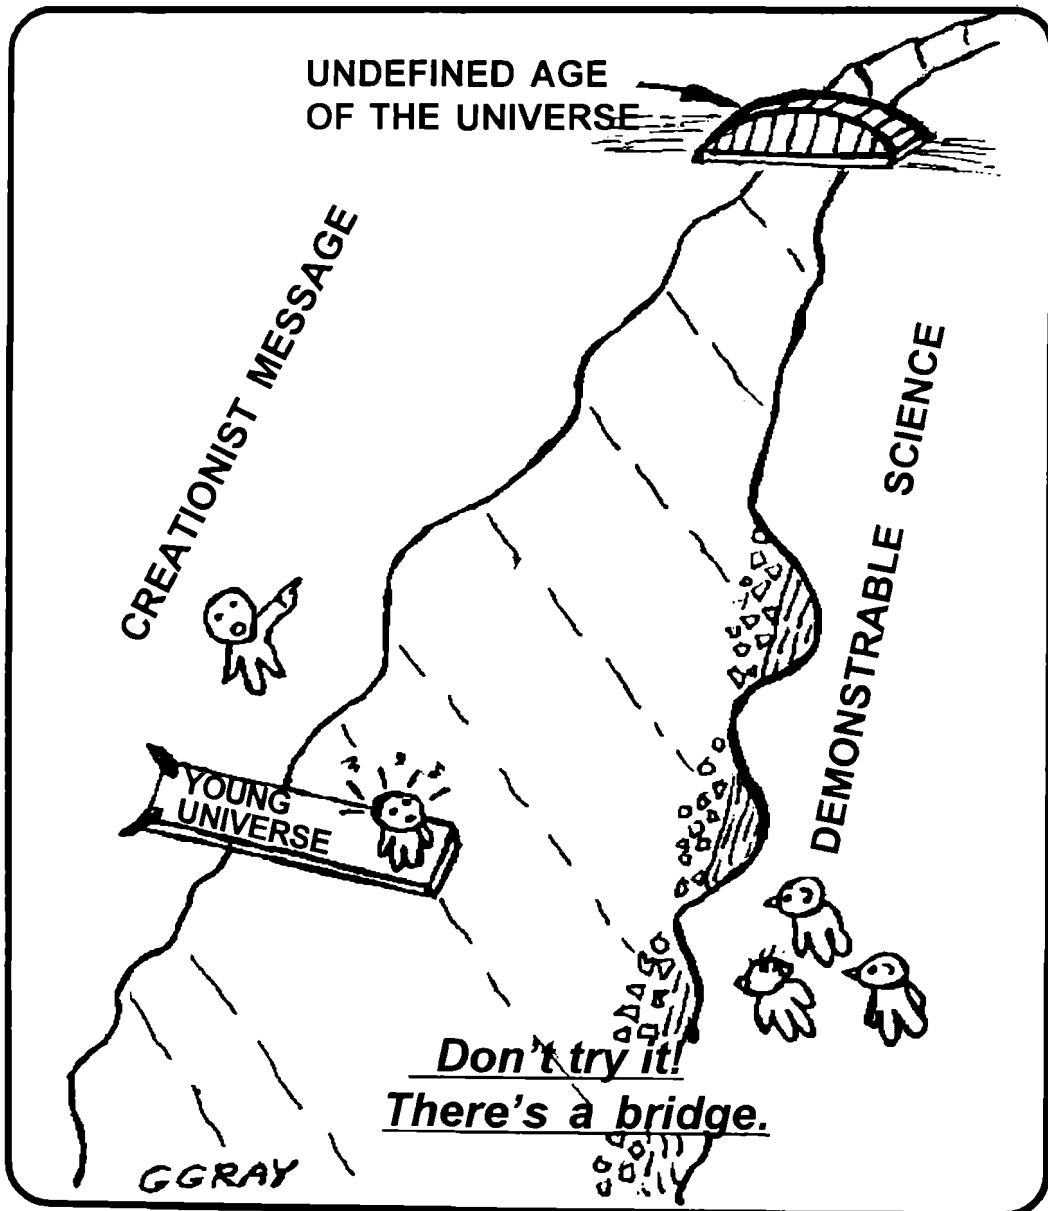 UNDEFINED AGE
OF THE UNIVERSE
CREATIONIST MESSAGE
DEMONSTRABLE SCIENCE
YOUNG
UNIVERSE
Don't try it!
There's a bridge.
GGRAY